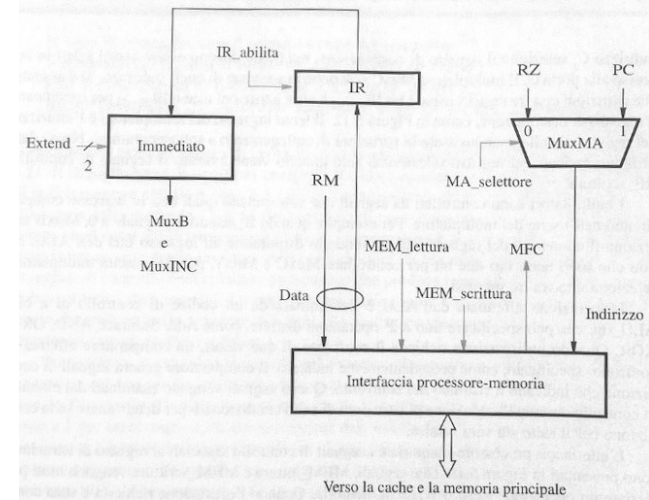 IR_abilita
RZ
PC
IR
0
1
MuxMA
Extend
2
Immediato
RM
MA_selettore
MuxB
e
MuxINC
MEM_lettura
MFC
Data
MEM_scrittura
Indirizzo
Interfaccia processore-memoria
Verso la cache e la memoria principale